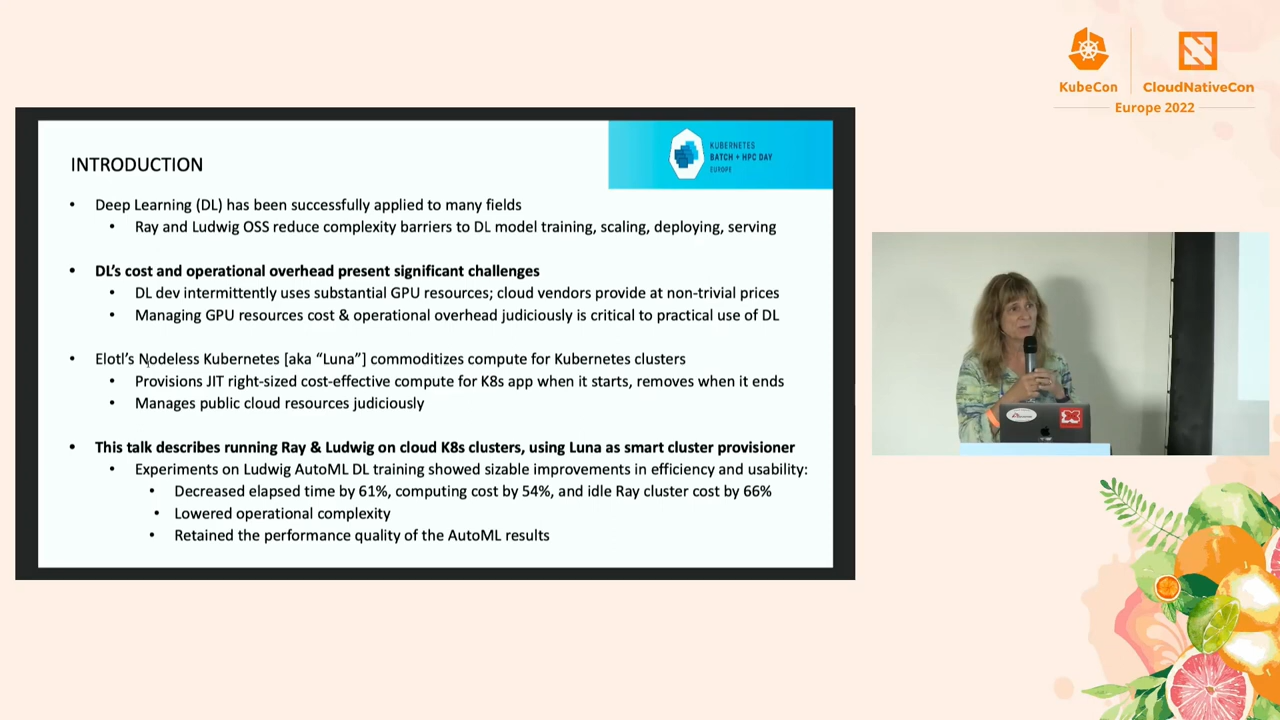 KubeCon
CloudNativeCon
Europe 2022
INTRODUCTION
KUBERNETES
BATCH + HPC DAY
EUROPE
• Deep Learning (DL) has been successfully applied to many fields
• Ray and Ludwig OSS reduce complexity barriers to DL model training, scaling, deploying, serving
• DL's cost and operational overhead present significant challenges
• DL dev intermittently uses substantial GPU resources; cloud vendors provide at non-trivial prices
• Managing GPU resources cost & operational overhead judiciously is critical to practical use of DL
• Elotl's Nodeless Kubernetes [aka “Luna”] commoditizes compute for Kubernetes clusters
• Provisions JIT right-sized cost-effective compute for K8s app when it starts, removes when it ends
• Manages public cloud resources judiciously
• This talk describes running Ray & Ludwig on cloud K8s clusters, using Luna as smart cluster provisioner
• Experiments on Ludwig AutoML DL training showed sizable improvements in efficiency and usability:
• Decreased elapsed time by 61%, computing cost by 54%, and idle Ray cluster cost by 66%
• Lowered operational complexity
• Retained the performance quality of the AutoML results